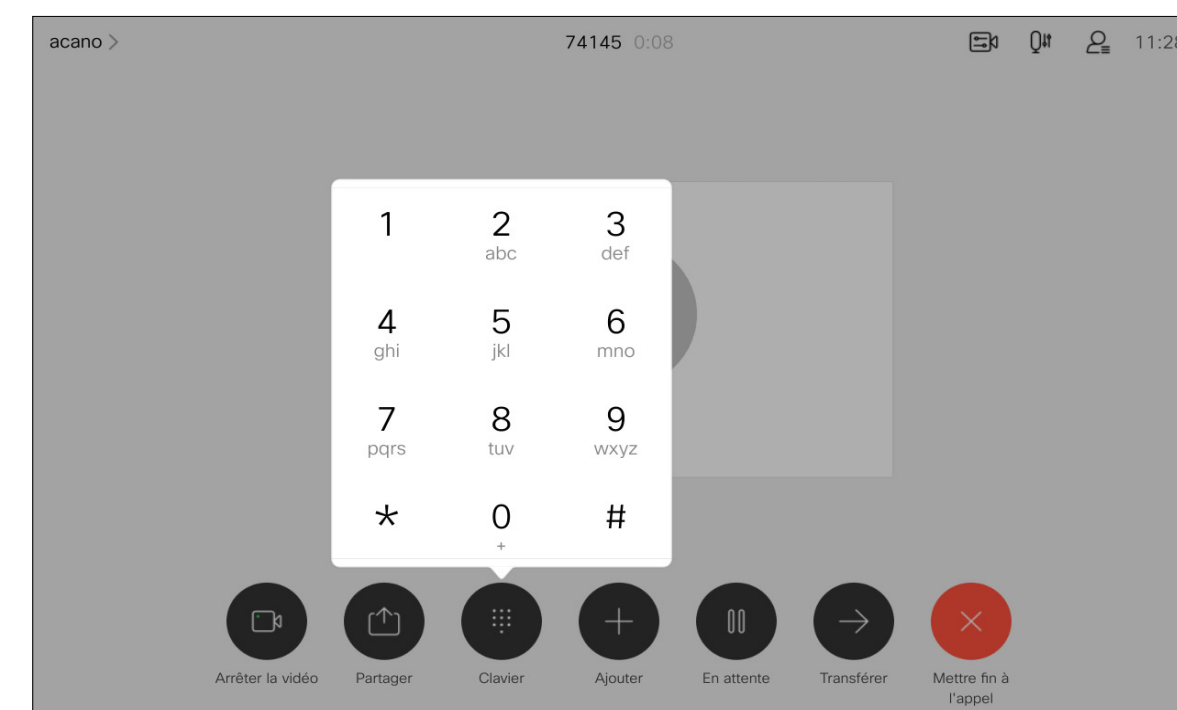 acano >
74145 0:08
11:28
1 2 3
abc def
4 5 6
ghi jkl mno
7 8 9
pqrs tuv wxyz
* 0 #
+
Arrêter la vidéo Partager Clavier Ajouter En attente Transférer Mettre fin à
l'appel